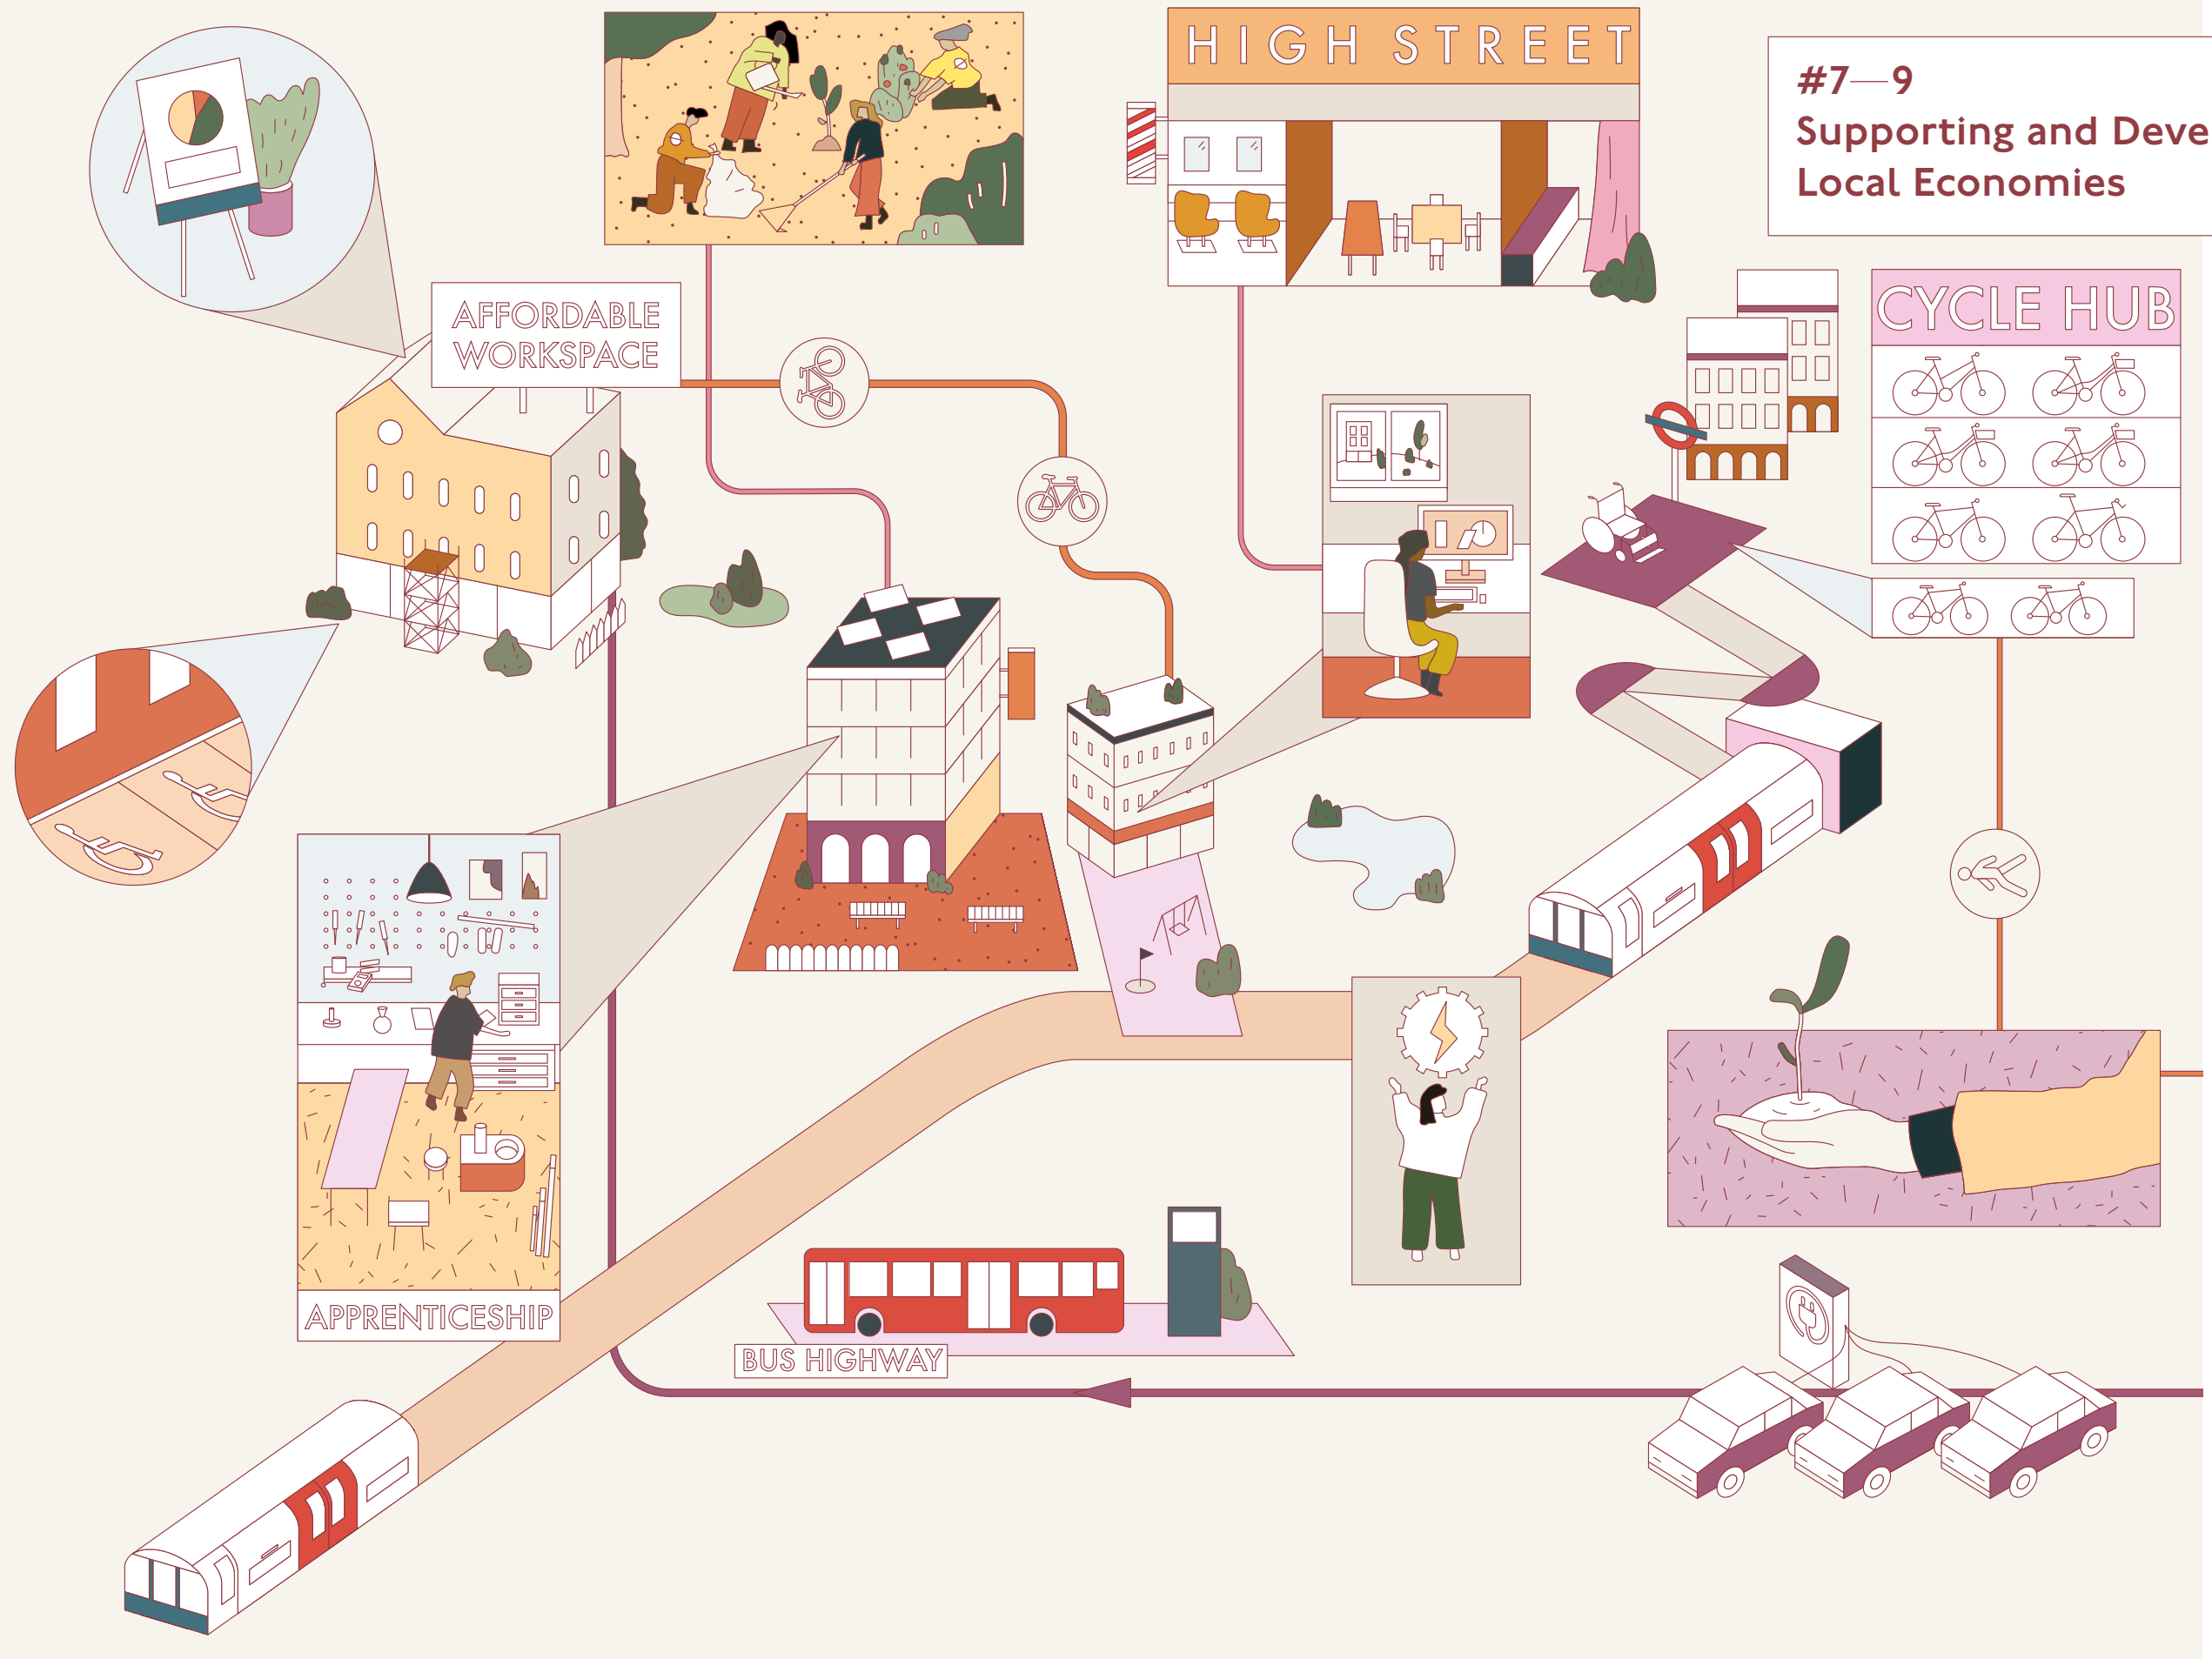 HIGH STREET
#7—9
Supporting and Deve
Local Economies
AFFORDABLE
WORKSPACE
CYCLE HUB
APPRENTICESHIP
BUS HIGHWAY